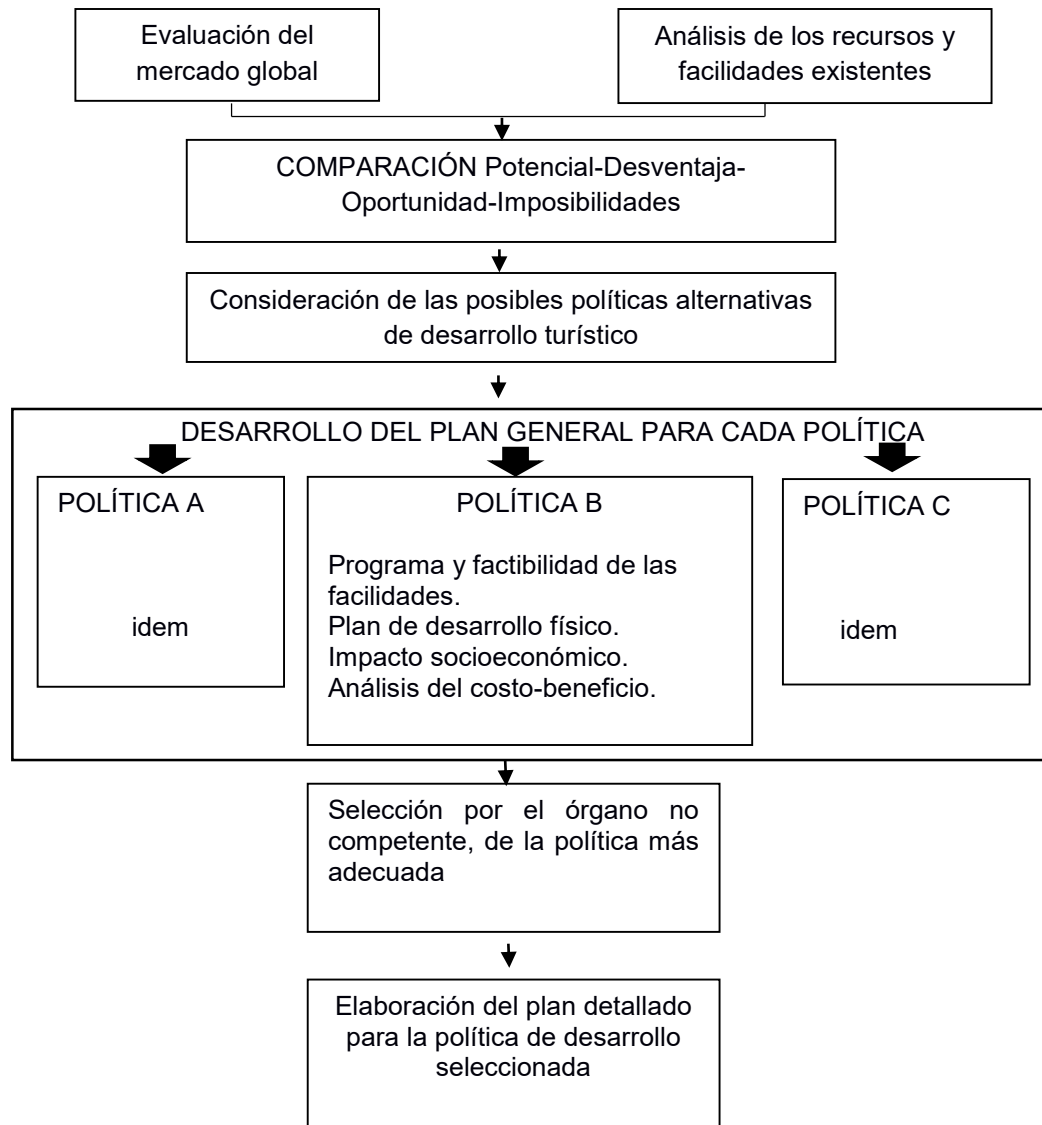 Evaluación del
mercado global
Análisis de los recursos y
facilidades existentes
COMPARACIÓN Potencial-Desventaja-
Oportunidad-Imposibilidades
Consideración de las posibles políticas alternativas
de desarrollo turístico
DESARROLLO DEL PLAN GENERAL PARA CADA POLÍTICA
POLÍTICA A
idem
POLÍTICA B
Programa y factibilidad de las
facilidades.
Plan de desarrollo físico.
Impacto socioeconómico.
Análisis del costo-beneficio.
POLÍTICA C
idem
Selección por el órgano no
competente, de la política más
adecuada
Elaboración del plan detallado
para la política de desarrollo
seleccionada